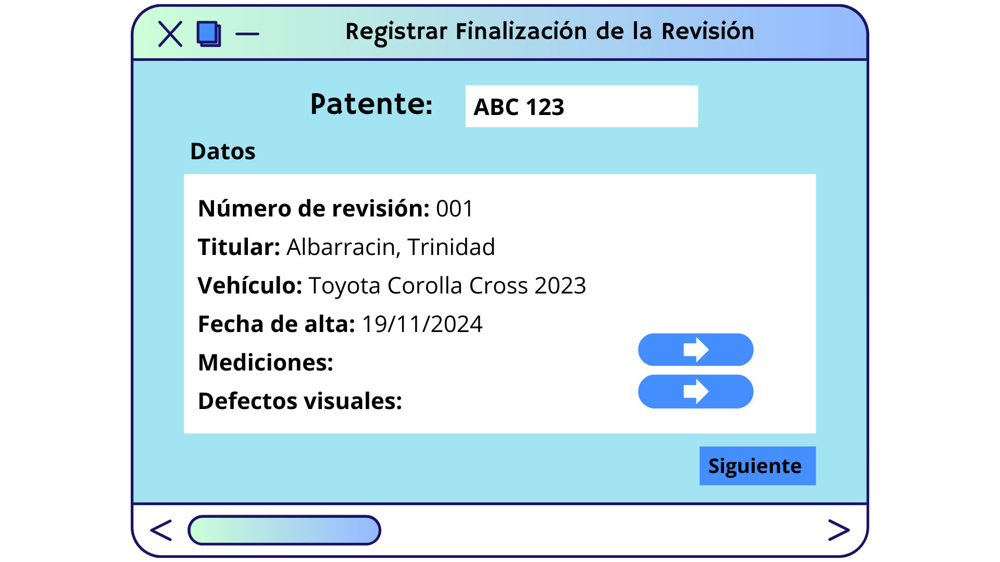 Registrar Finalización de la Revisión
Patente: ABC 123
Datos
Número de revisión: 001
Titular: Albarracin, Trinidad
Vehículo: Toyota Corolla Cross 2023
Fecha de alta: 19/11/2024
Mediciones:
Defectos visuales:
Siguiente